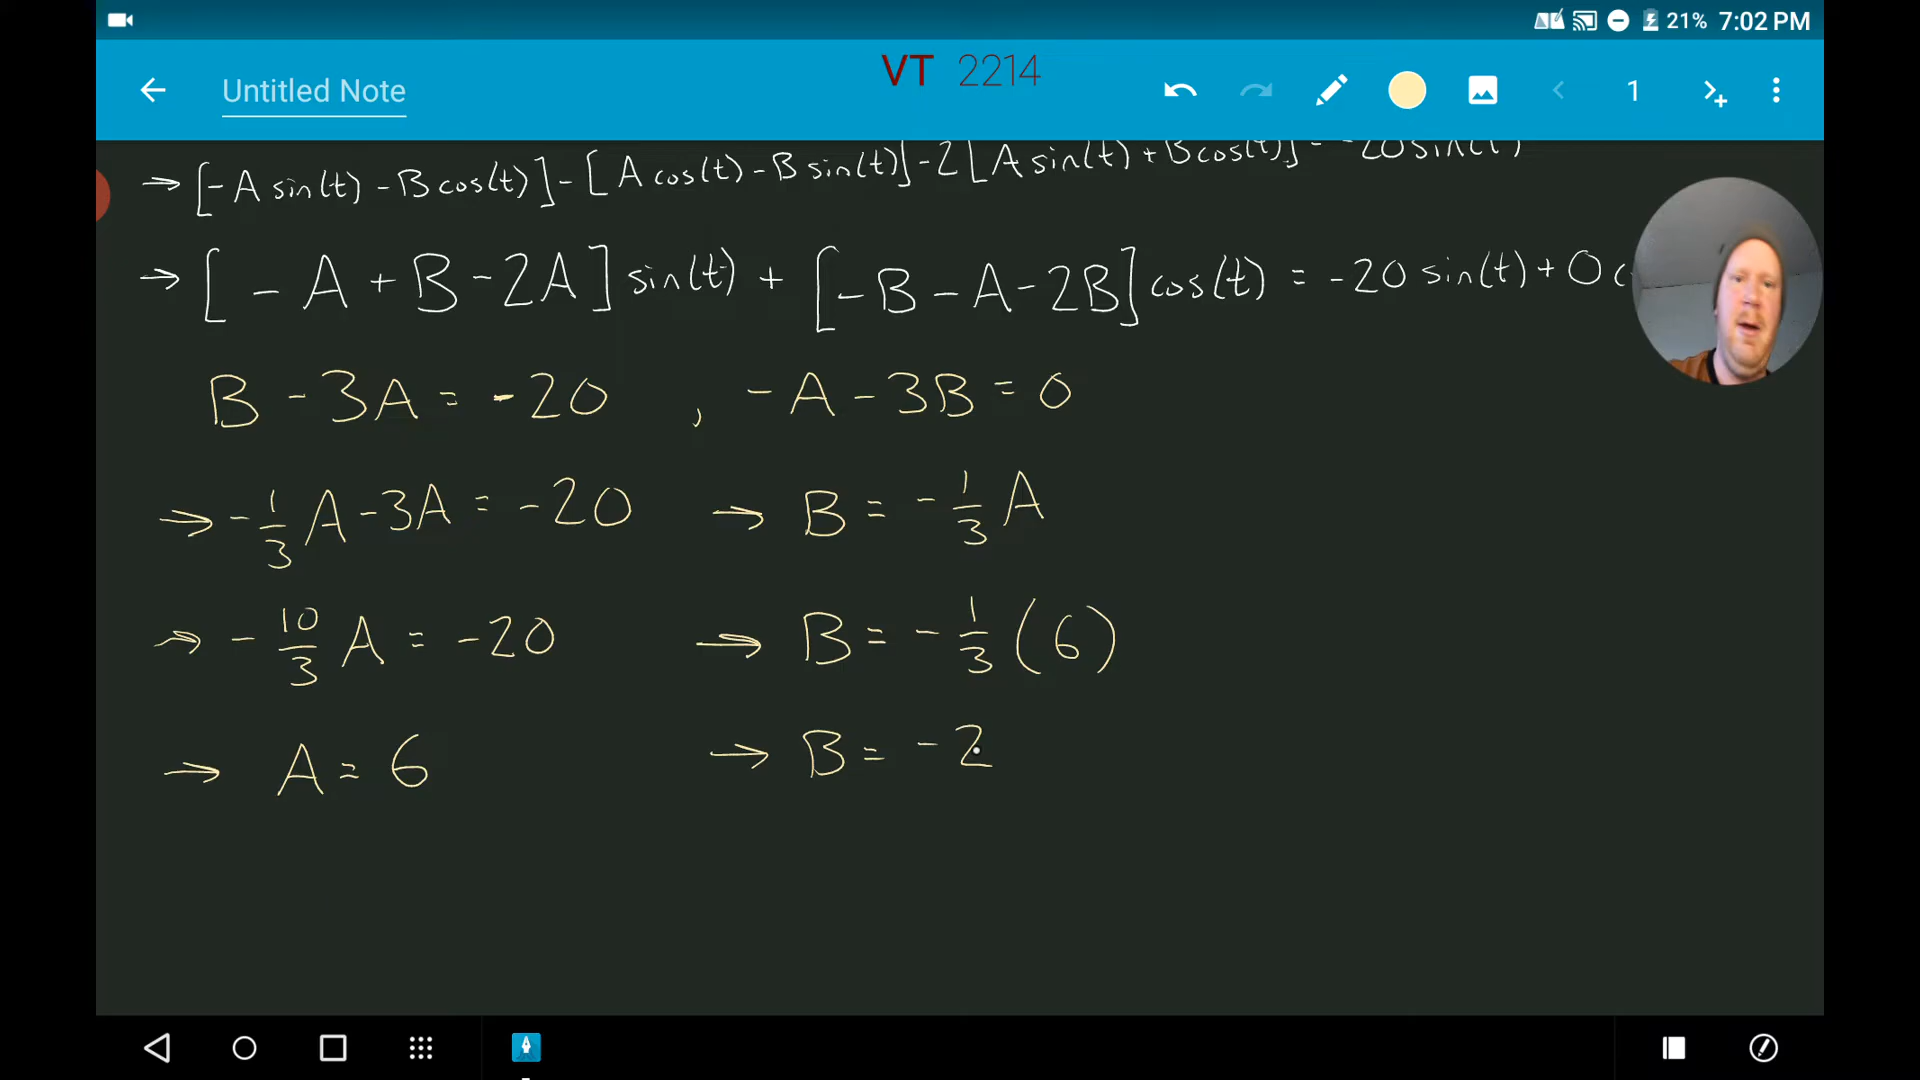 21% 7:02 PM
Untitled Note VT 2214 1
→ [-A sin(t) - B cos(t)] - [A cos(t) - B sin(t)] - 2[A sin(t) + B cos(t)] = -20 sin(t)
→ [-A + B - 2A] sin(t) + [-B - A - 2B] cos(t) = -20 sin(t) + 0 c
B - 3A = -20 , -A - 3B = 0
→ -1/3 A - 3A = -20 → B = -1/3 A
→ -10/3 A = -20 → B = -1/3 (6)
→ A = 6 → B = -2